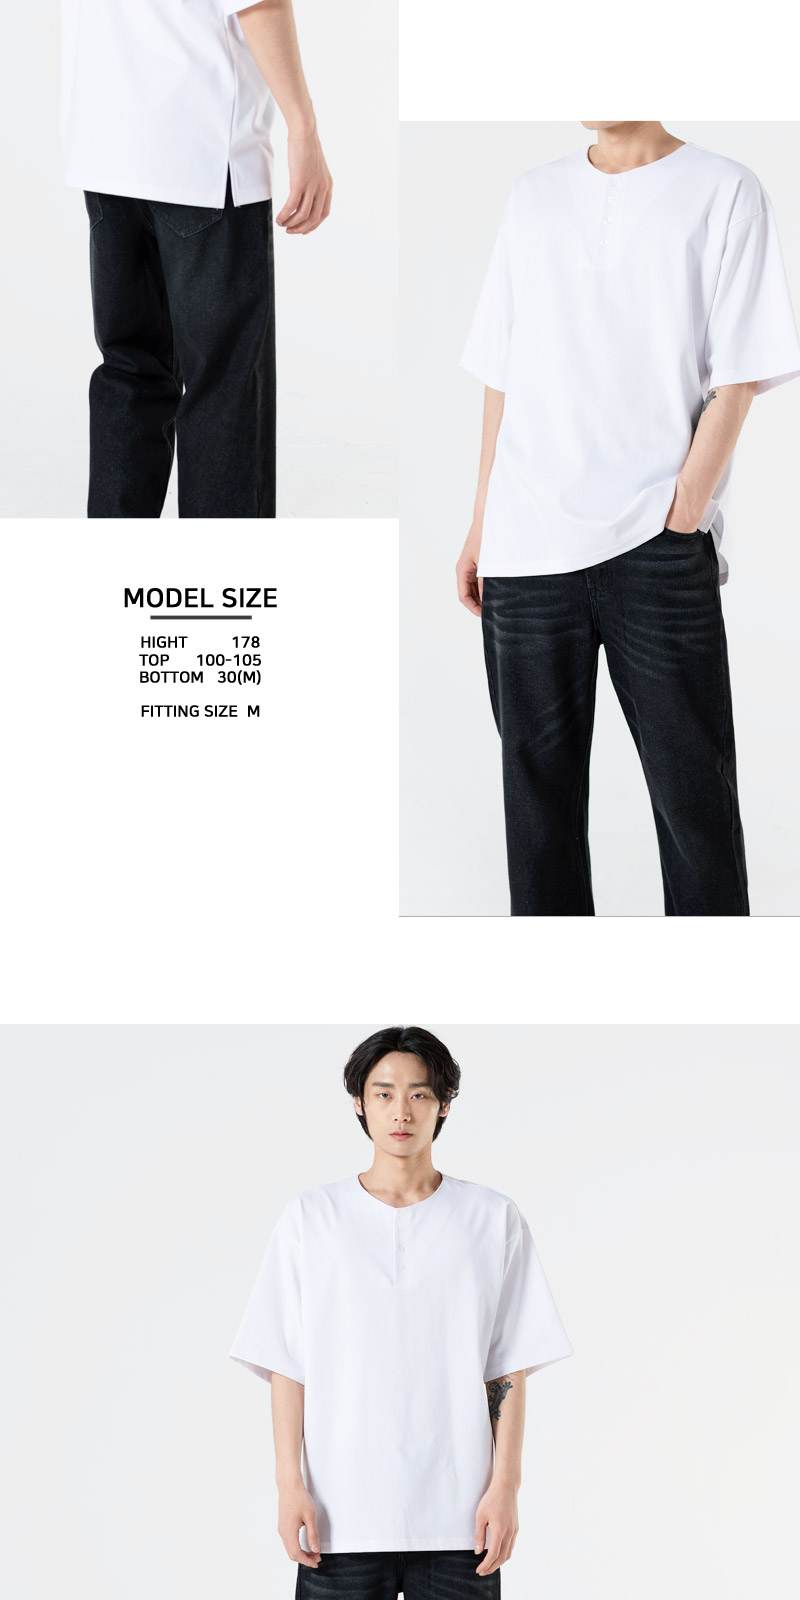 MODEL SIZE
HIGHT 178
TOP 100-105
BOTTOM 30(M)
FITTING SIZE M